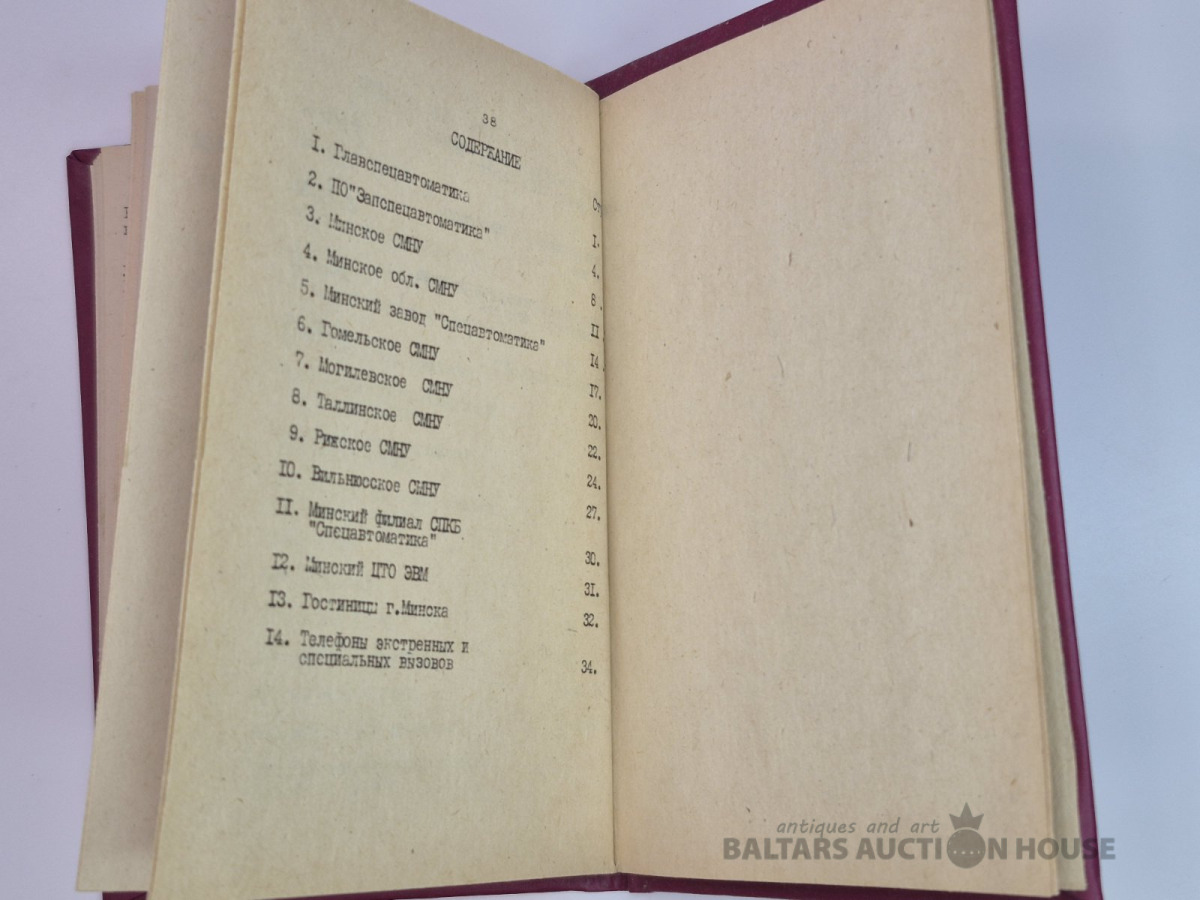 38
СОДЕРЖАНИЕ
Ст
I. Главспецавтоматика I.
2. ПО"Запспецавтоматика" 4.
3. Минское СМНУ 8.
4. Минское обл. СМНУ II.
5. Минский завод "Спецавтоматика" I4.
6. Гомельское СМНУ I7.
7. Могилевское СМНУ 20.
8. Таллинское СМНУ 22.
9. Рижское СМНУ 24.
I0. Вильнюсское СМНУ 27.
II. Минский филиал СПКБ
"Спецавтоматика" 30.
I2. Минский ЦТО ЭВМ 31.
I3. Гостиницы г.Минска 32.
I4. Телефоны экстренных и
специальных вызовов 34.
antiques and art
BALTARS AUCTION HOUSE